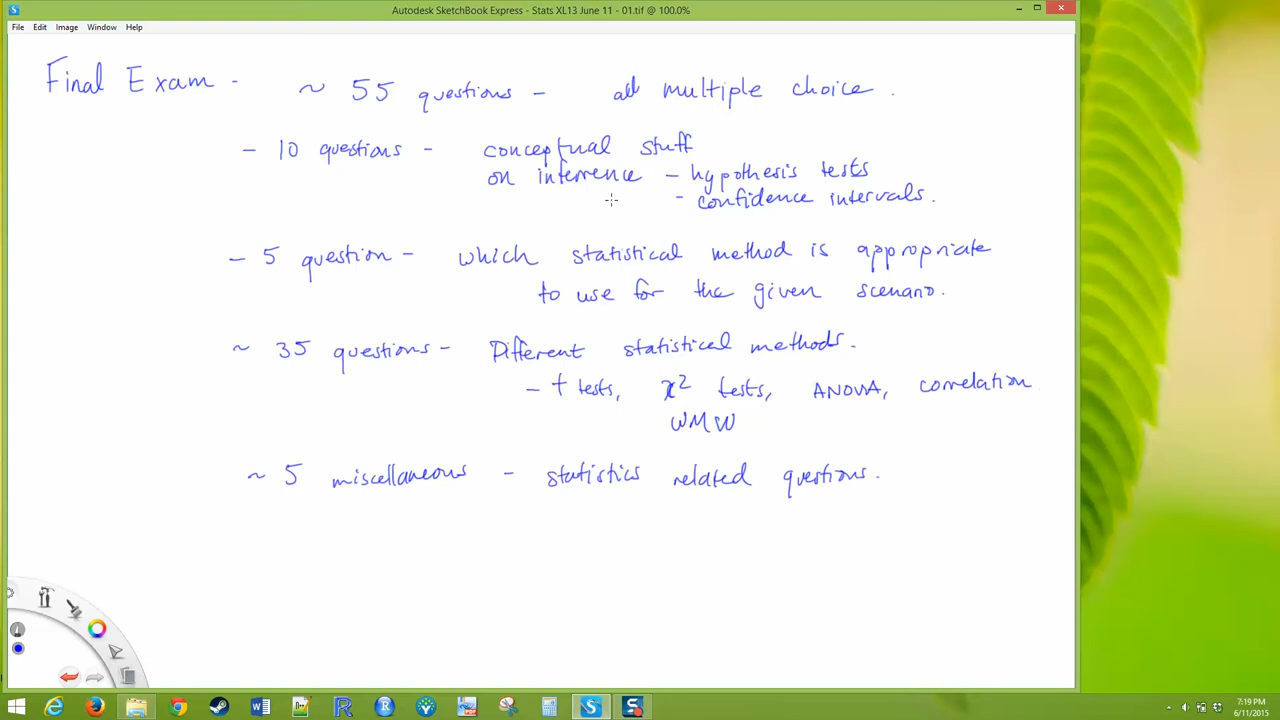 Autodesk SketchBook Express - Stats XL13 June 11 - 01.tif @ 100.0%
File Edit Image Window Help
Final Exam - ~ 55 questions - all multiple choice.
- 10 questions - conceptual stuff
on inference - hypothesis tests
- confidence intervals.
- 5 question - which statistical method is appropriate
to use for the given scenario.
~ 35 questions - Different statistical methods.
- t tests, χ² tests, ANOVA, correlation
WMW
~ 5 miscellaneous - statistics related questions.
7:19 PM
6/11/2015